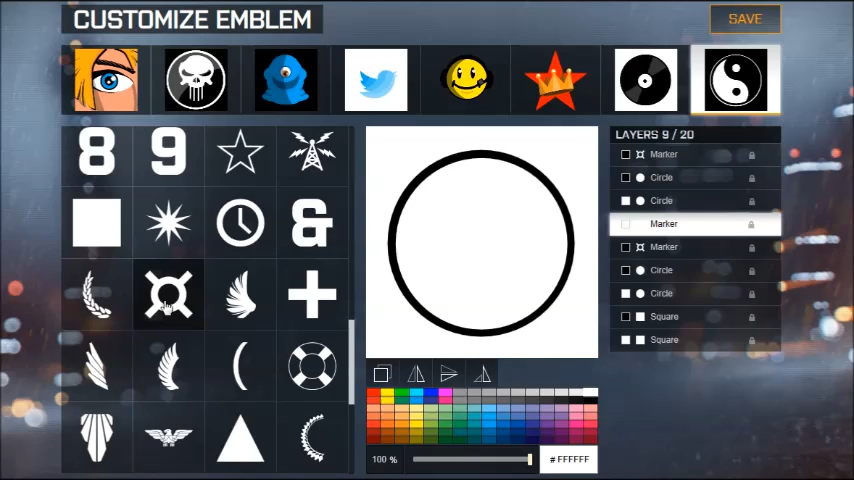 CUSTOMIZE EMBLEM
SAVE
LAYERS 9 / 20
8
9
&
Marker
Circle
Circle
Marker
Marker
Circle
Circle
Square
Square
100 %
# FFFFFF